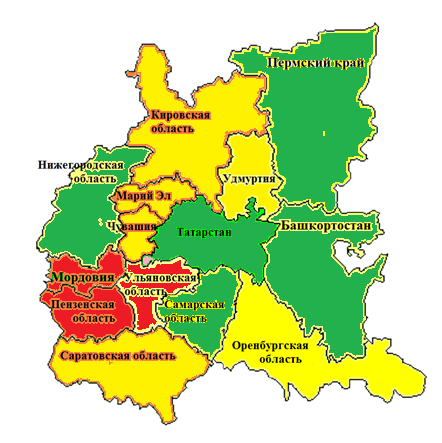 Пермский край
Кировская
область
Нижегородская
область
Удмуртия
Марий Эл
Чувашия
Татарстан
Башкортостан
Мордовия
Ульяновская
область
Пензенская
область
Самарская
область
Оренбургская
область
Саратовская область